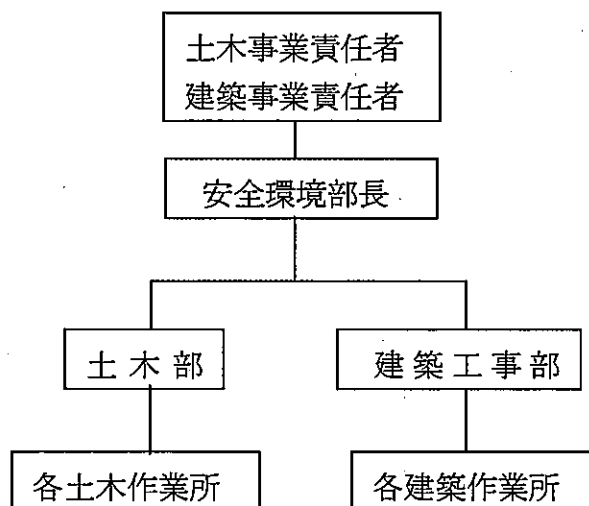 土木事業責任者
建築事業責任者
安全環境部長
土木部
建築工事部
各土木作業所
各建築作業所